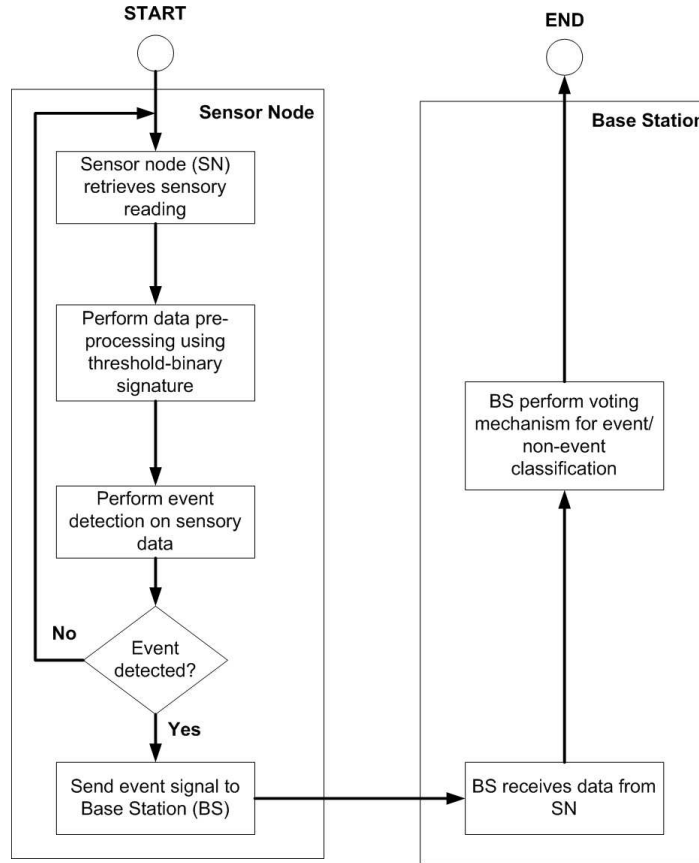 START
Sensor Node
Sensor node (SN)
retrieves sensory
reading
Perform data pre-
processing using
threshold-binary
signature
Perform event
detection on sensory
data
Event
detected?
No
Yes
Send event signal to
Base Station (BS)
END
Base Station
BS perform voting
mechanism for event/
non-event
classification
BS receives data from
SN